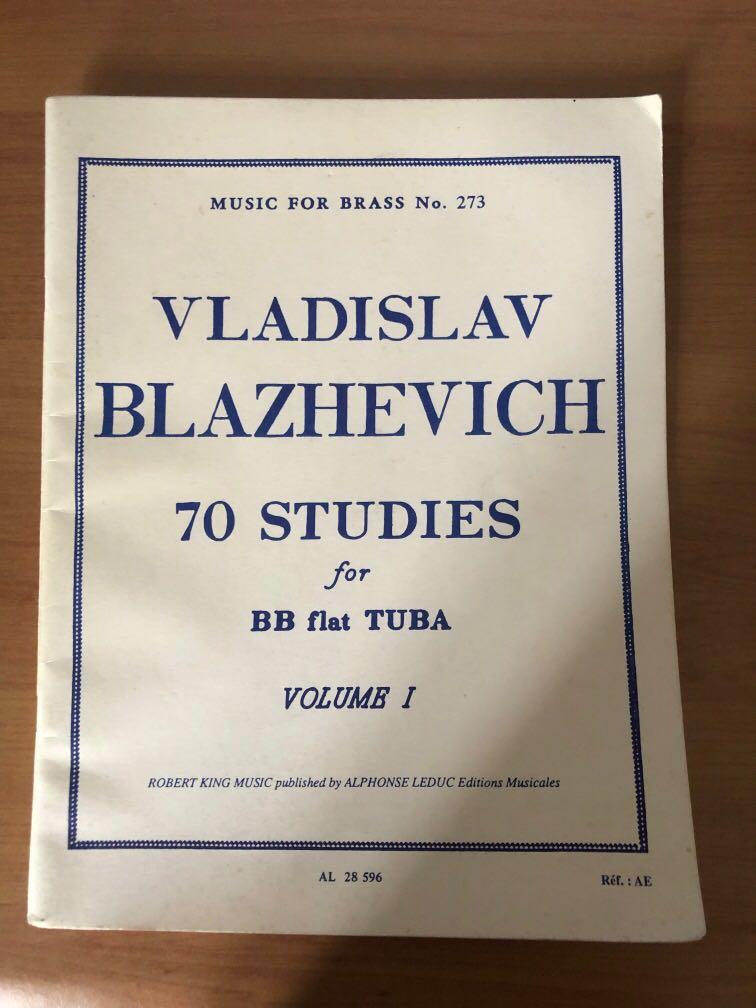 MUSIC FOR BRASS No. 273
VLADISLAV
BLAZHEVICH
70 STUDIES
for
BB flat TUBA
VOLUME I
ROBERT KING MUSIC published by ALPHONSE LEDUC Editions Musicales
AL 28 596
Réf. : AE